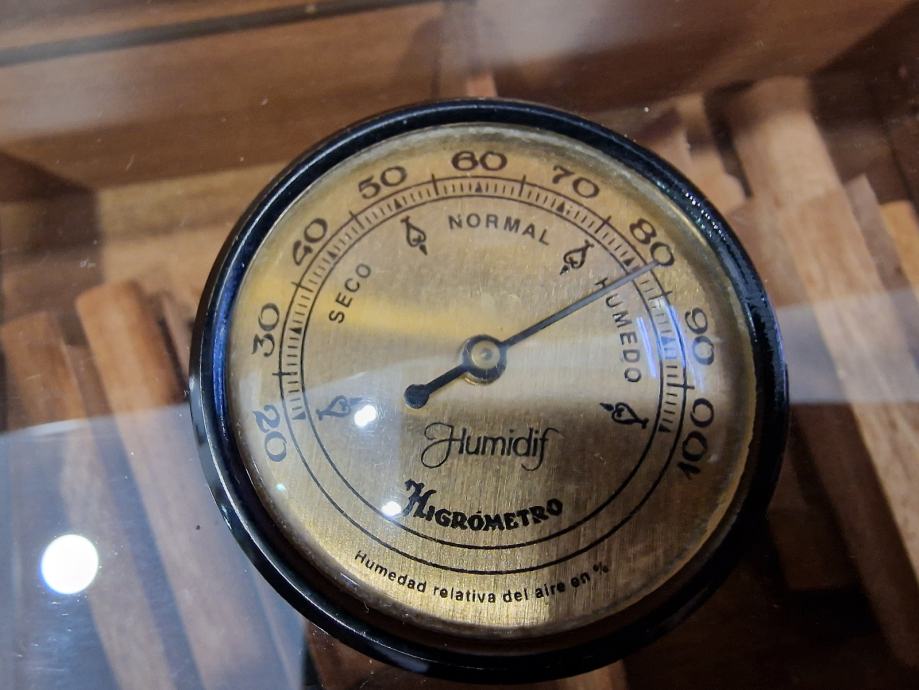 20
30
40
50
60
70
80
90
100
SECO
NORMAL
HUMEDO
Humidif
HIGRÓMETRO
Humedad relativa del aire en %